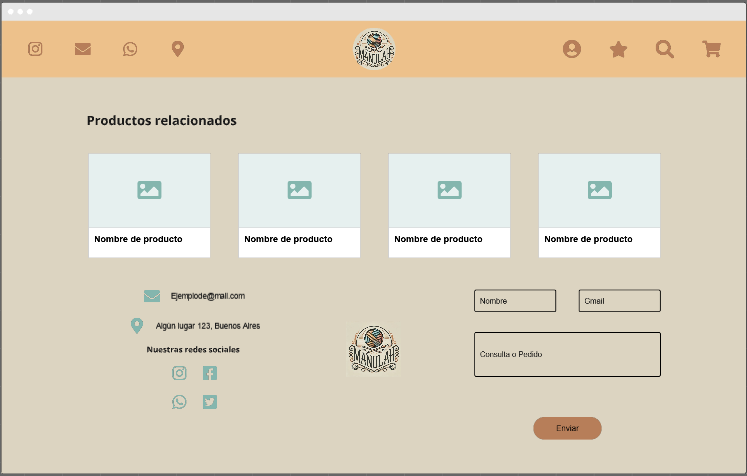 MANULAH
Productos relacionados
Nombre de producto
Nombre de producto
Nombre de producto
Nombre de producto
Ejemplode@mail.com
Algún lugar 123, Buenos Aires
Nuestras redes sociales
MANULAH
Nombre
Gmail
Consulta o Pedido
Enviar